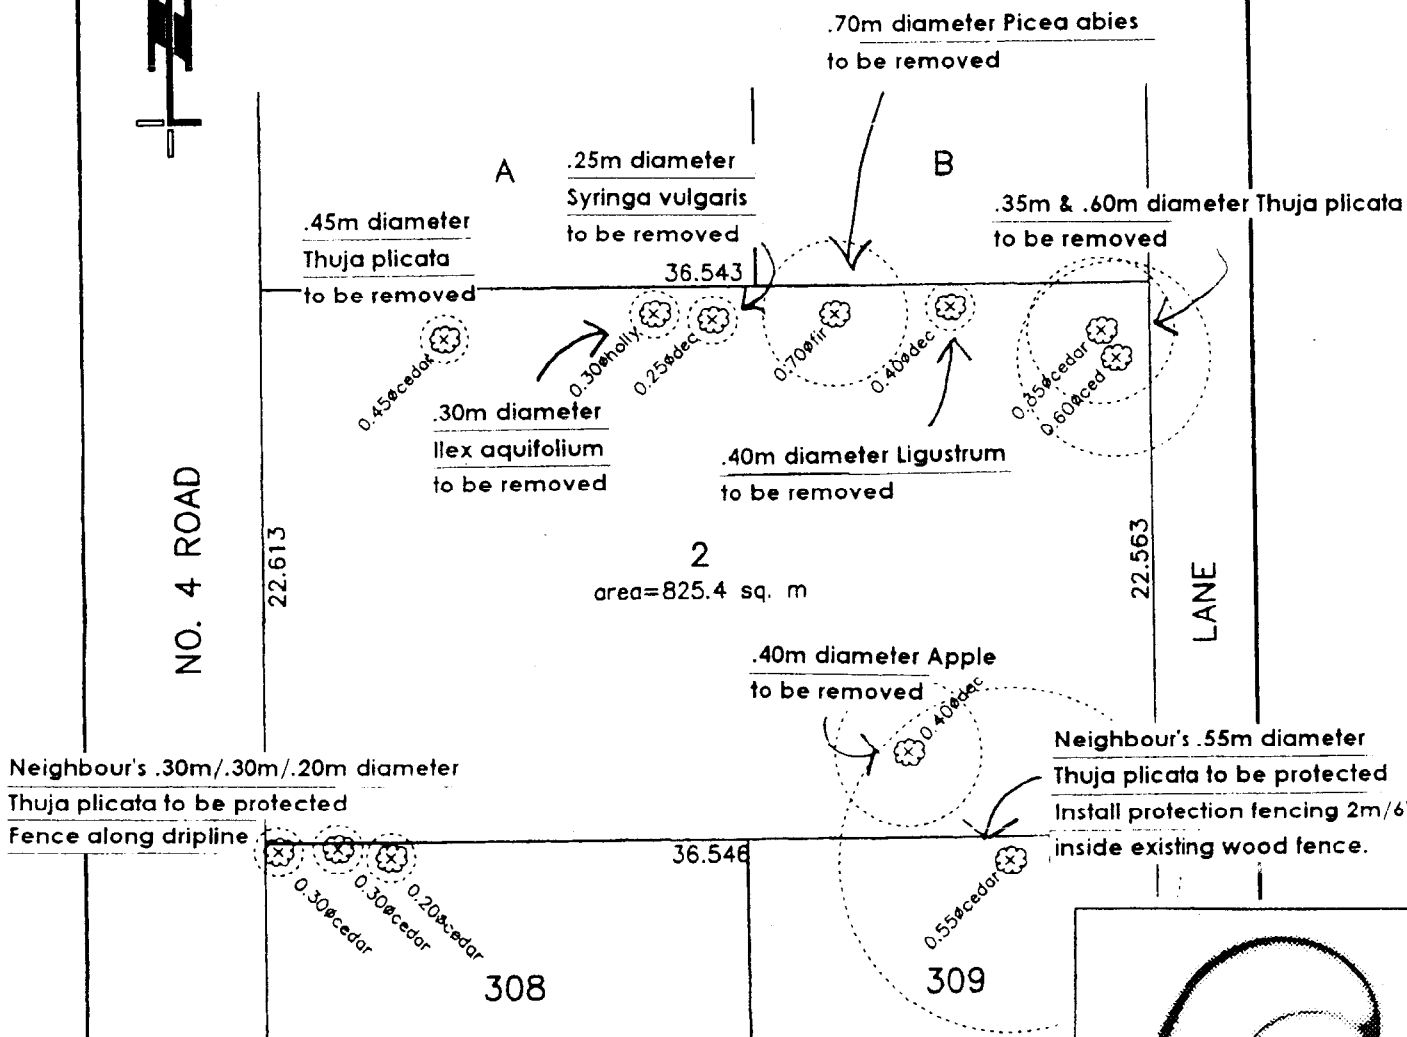 .70m diameter Picea abies
to be removed
A
.25m diameter
Syringa vulgaris
to be removed
B
.45m diameter
Thuja plicata
to be removed
.35m & .60m diameter Thuja plicata
to be removed
36.543
0.45øcedar
0.30øholly
0.25ødec
0.70øfir
0.40ødec
0.35øcedar
0.60øced
.30m diameter
Ilex aquifolium
to be removed
.40m diameter Ligustrum
to be removed
NO. 4 ROAD
22.613
2
area=825.4 sq. m
22.563
LANE
.40m diameter Apple
to be removed
0.40ødec
Neighbour's .30m/.30m/.20m diameter
Thuja plicata to be protected
Fence along dripline
Neighbour's .55m diameter
Thuja plicata to be protected
Install protection fencing 2m/6'
inside existing wood fence.
36.546
0.30øcedar
0.30øcedar
0.20øcedar
0.55øcedar
308
309